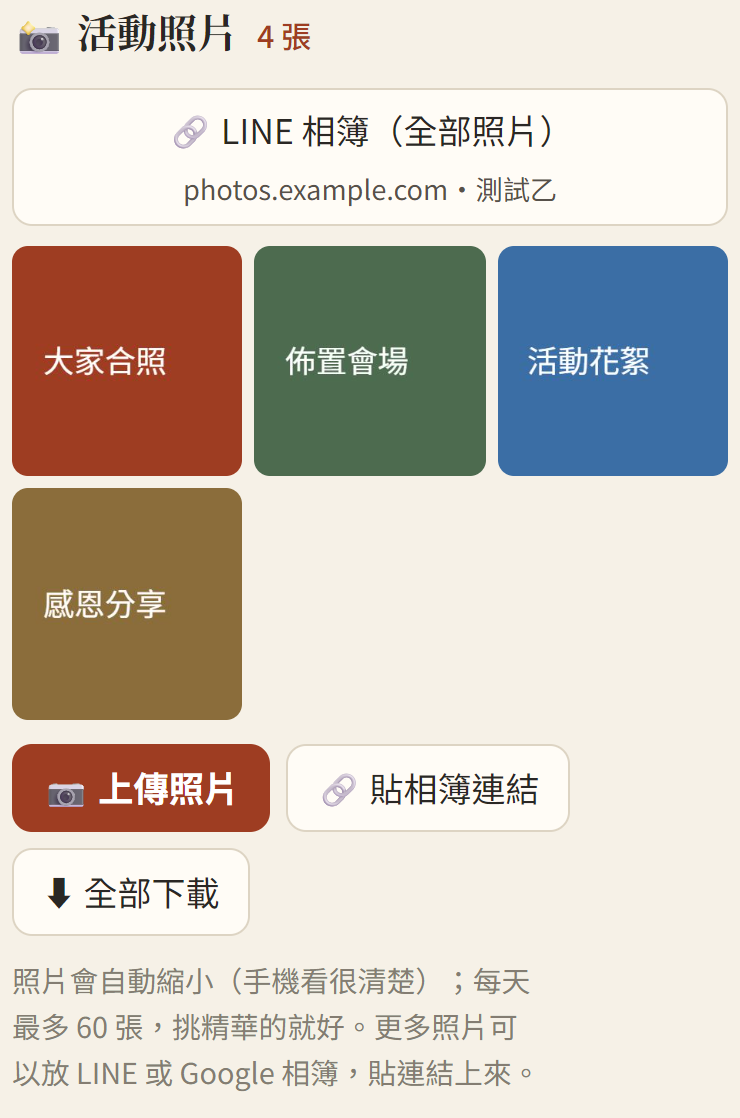 活動照片 4 張
LINE 相簿（全部照片）
photos.example.com・測試乙
大家合照
佈置會場
活動花絮
感恩分享
上傳照片
貼相簿連結
全部下載
照片會自動縮小（手機看很清楚）；每天
最多 60 張，挑精華的就好。更多照片可
以放 LINE 或 Google 相簿，貼連結上來。